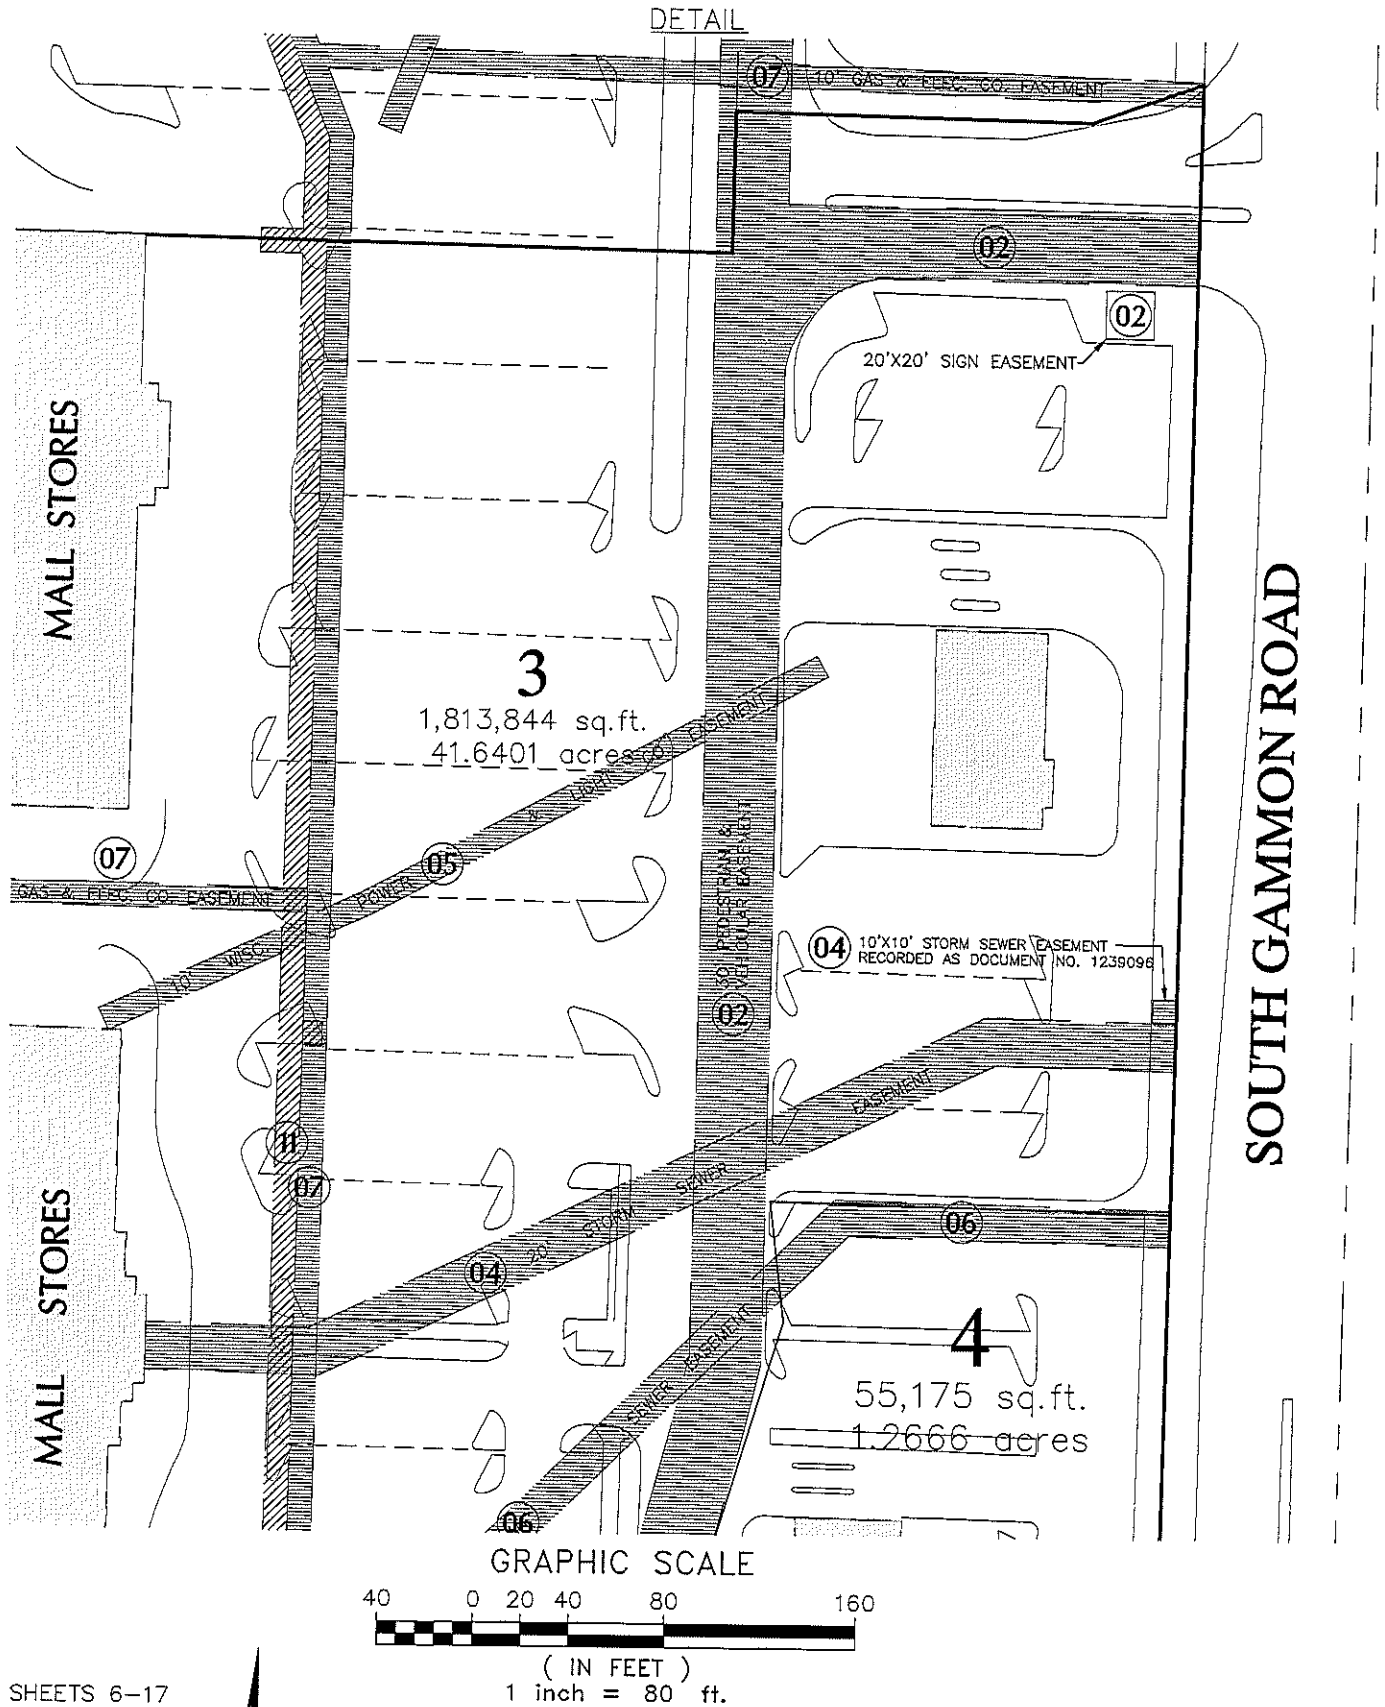 DETAIL
07
10' GAS & ELEC. CO. EASEMENT
02
02
20'X20' SIGN EASEMENT
MALL STORES
3
1,813,844 sq.ft.
41.6401 acres
SOUTH GAMMON ROAD
07
GAS & ELEC. CO. EASEMENT
05
10' WISC. POWER & LIGHT CO. EASEMENT
PEDESTRIAN &
VEHICULAR EASEMENT
02
04
10'X10' STORM SEWER EASEMENT
RECORDED AS DOCUMENT NO. 1239096
11
07
MALL STORES
04
20' STORM SEWER EASEMENT
06
SEWER EASEMENT
06
4
55,175 sq.ft.
1.2666 acres
GRAPHIC SCALE
40 0 20 40 80 160
( IN FEET )
1 inch = 80 ft.
SHEETS 6-17